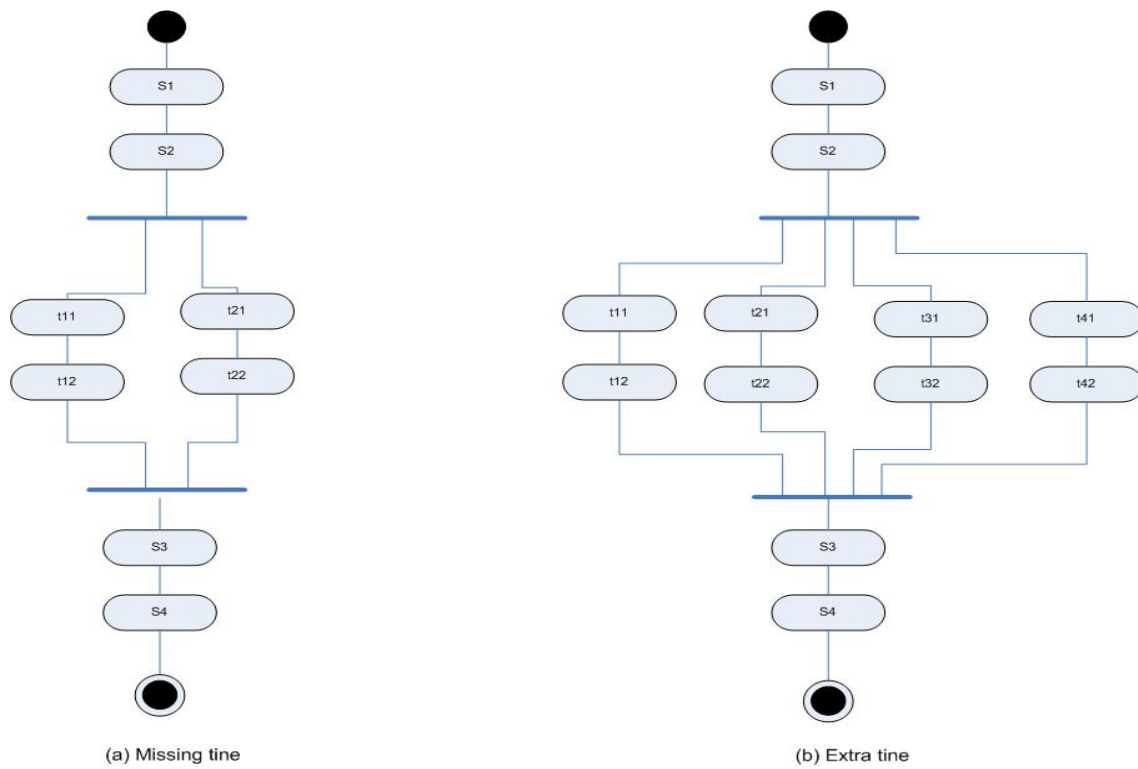 S1
S2
t11
t21
t12
t22
S3
S4
(a) Missing tine
S1
S2
t11
t21
t31
t41
t12
t22
t32
t42
S3
S4
(b) Extra tine